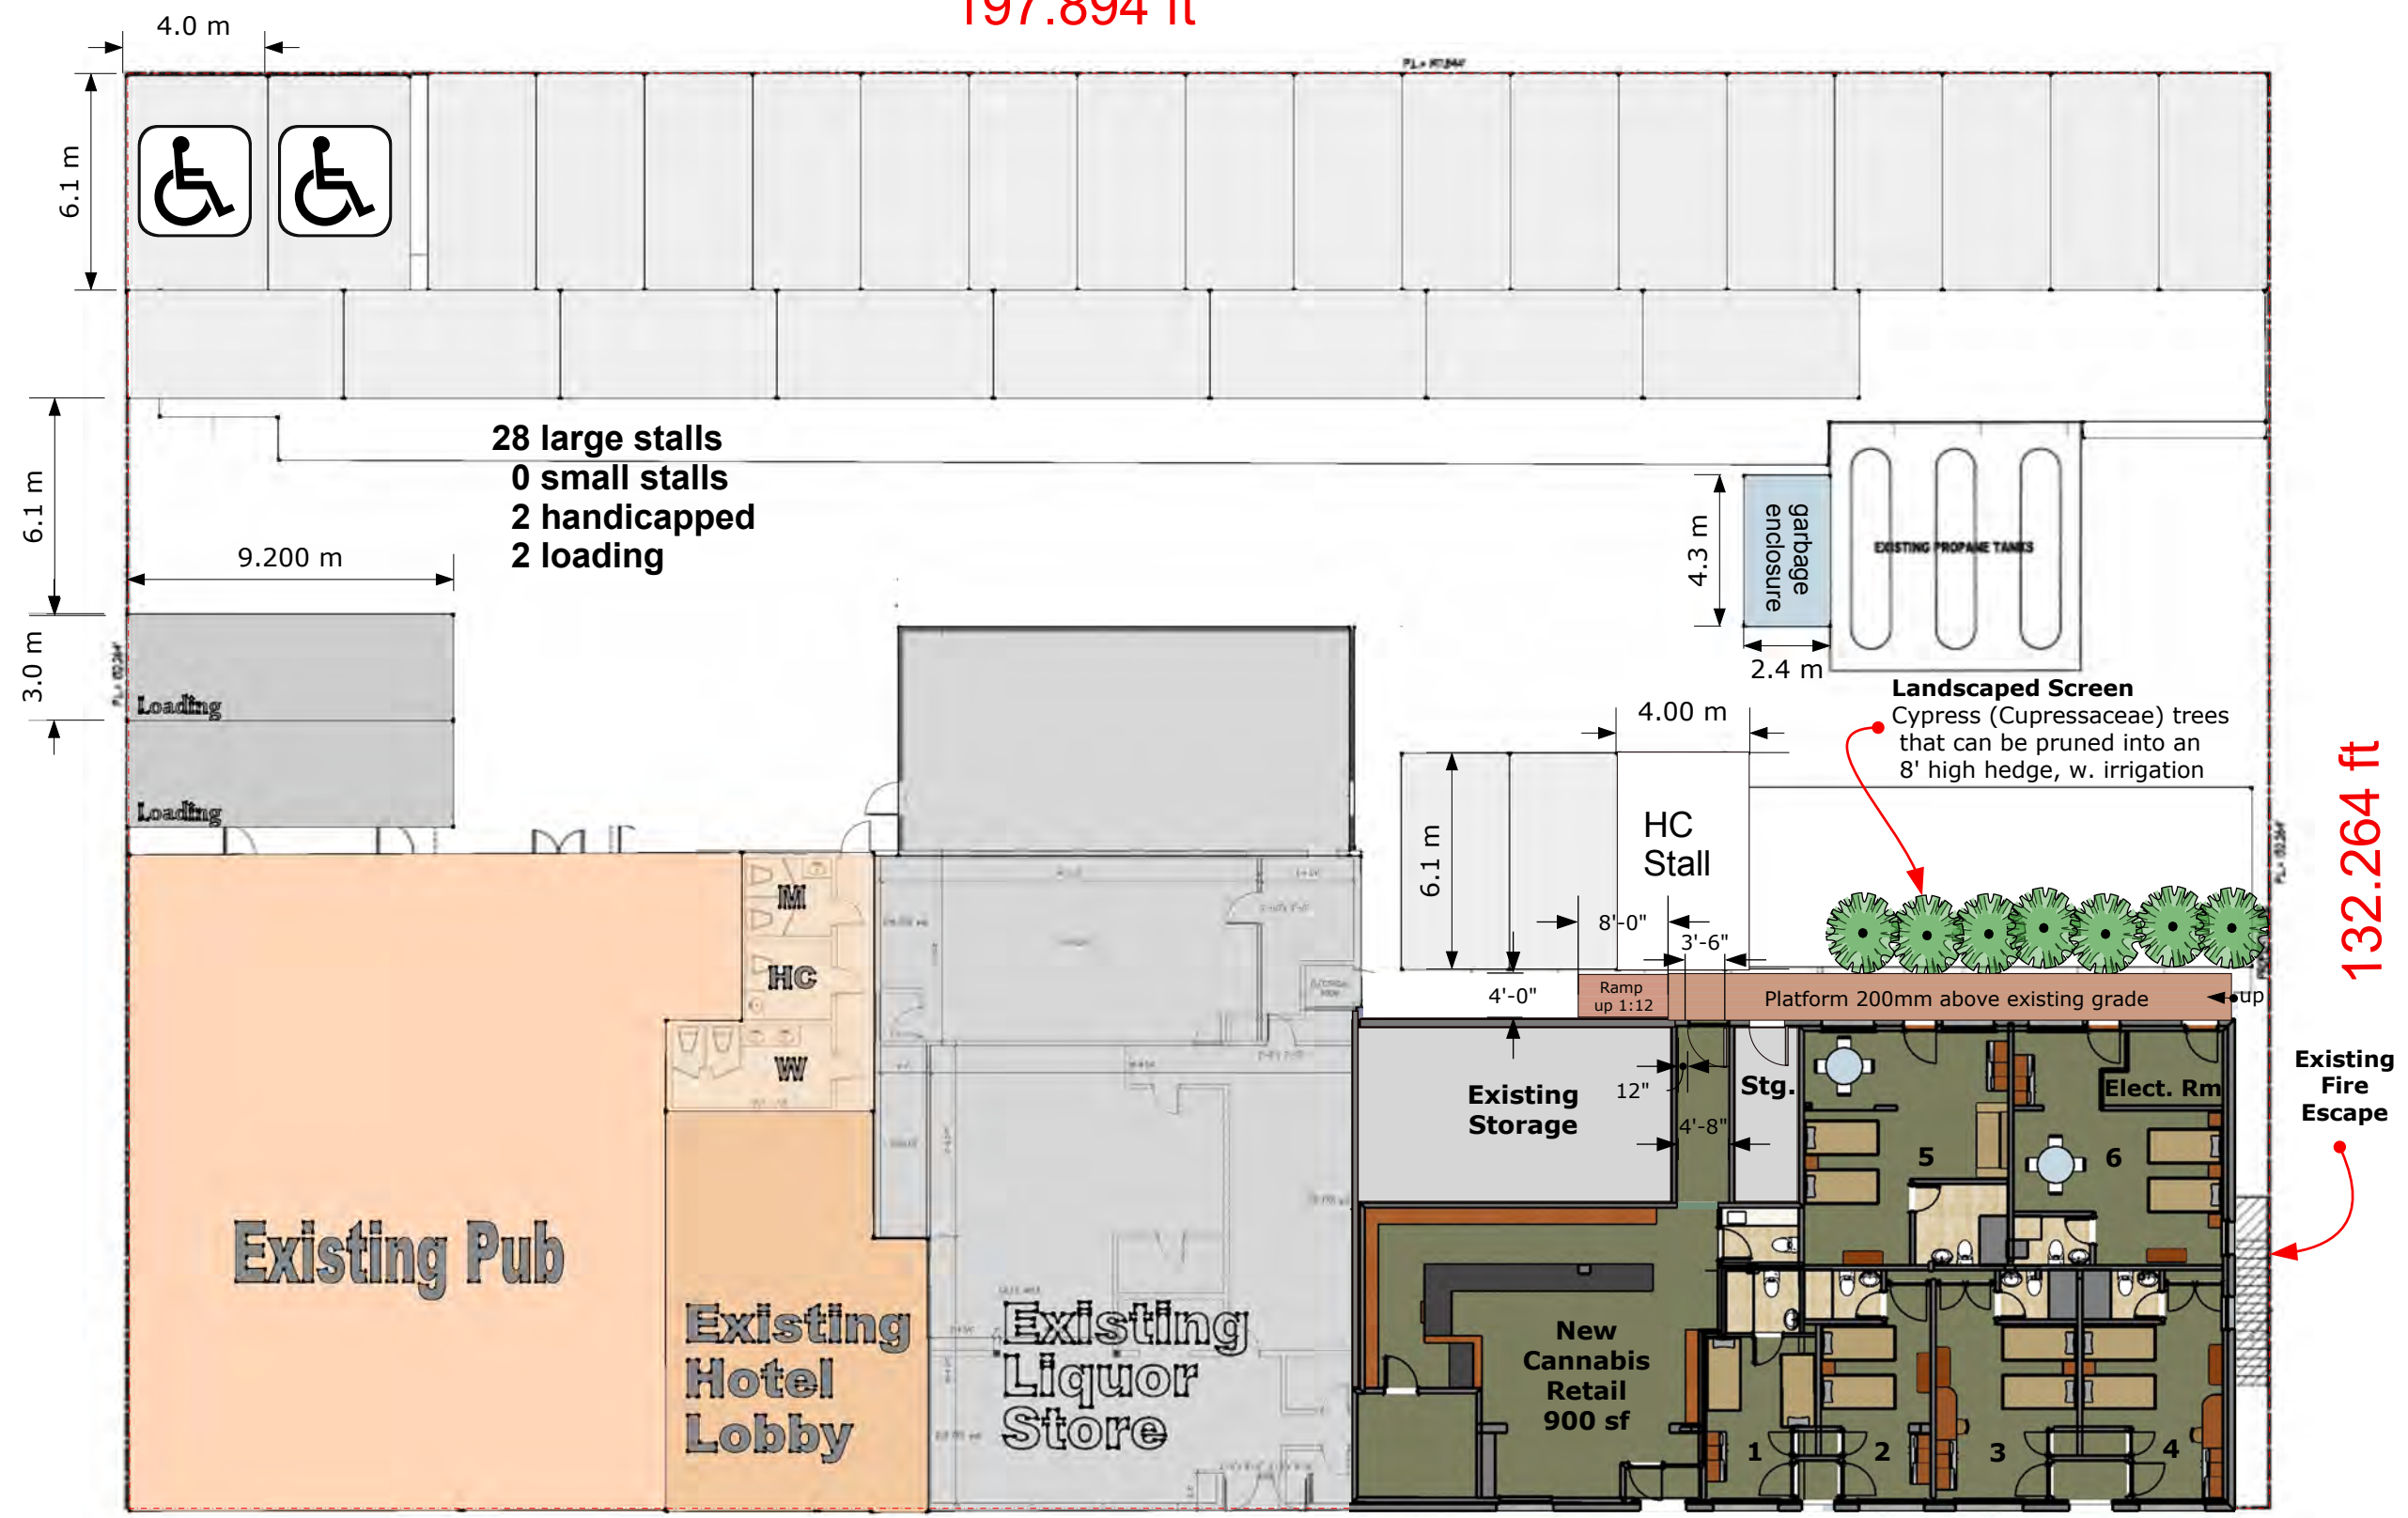 197.894 ft
4.0 m
6.1 m
28 large stalls
0 small stalls
2 handicapped
2 loading
6.1 m
9.200 m
3.0 m
Loading
Loading
garbage
enclosure
4.3 m
2.4 m
EXISTING PROPANE TANKS
Landscaped Screen
Cypress (Cupressaceae) trees
that can be pruned into an
8' high hedge, w. irrigation
132.264 ft
4.00 m
6.1 m
HC
Stall
8'-0"
3'-6"
4'-0"
Ramp
up 1:12
Platform 200mm above existing grade
up
M
HC
W
Existing
Storage
12"
4'-8"
Stg.
Elect. Rm
5
6
Existing
Fire
Escape
Existing Pub
Existing
Hotel
Lobby
Existing
Liquor
Store
New
Cannabis
Retail
900 sf
1
2
3
4